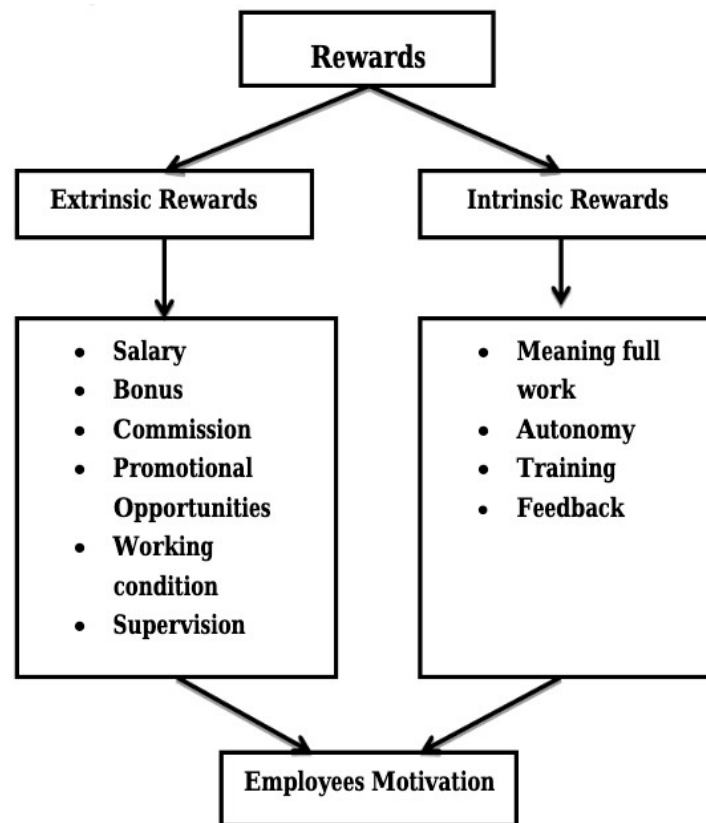 Rewards
Extrinsic Rewards
Intrinsic Rewards
• Salary
• Bonus
• Commission
• Promotional
Opportunities
• Working
condition
• Supervision
• Meaning full
work
• Autonomy
• Training
• Feedback
Employees Motivation